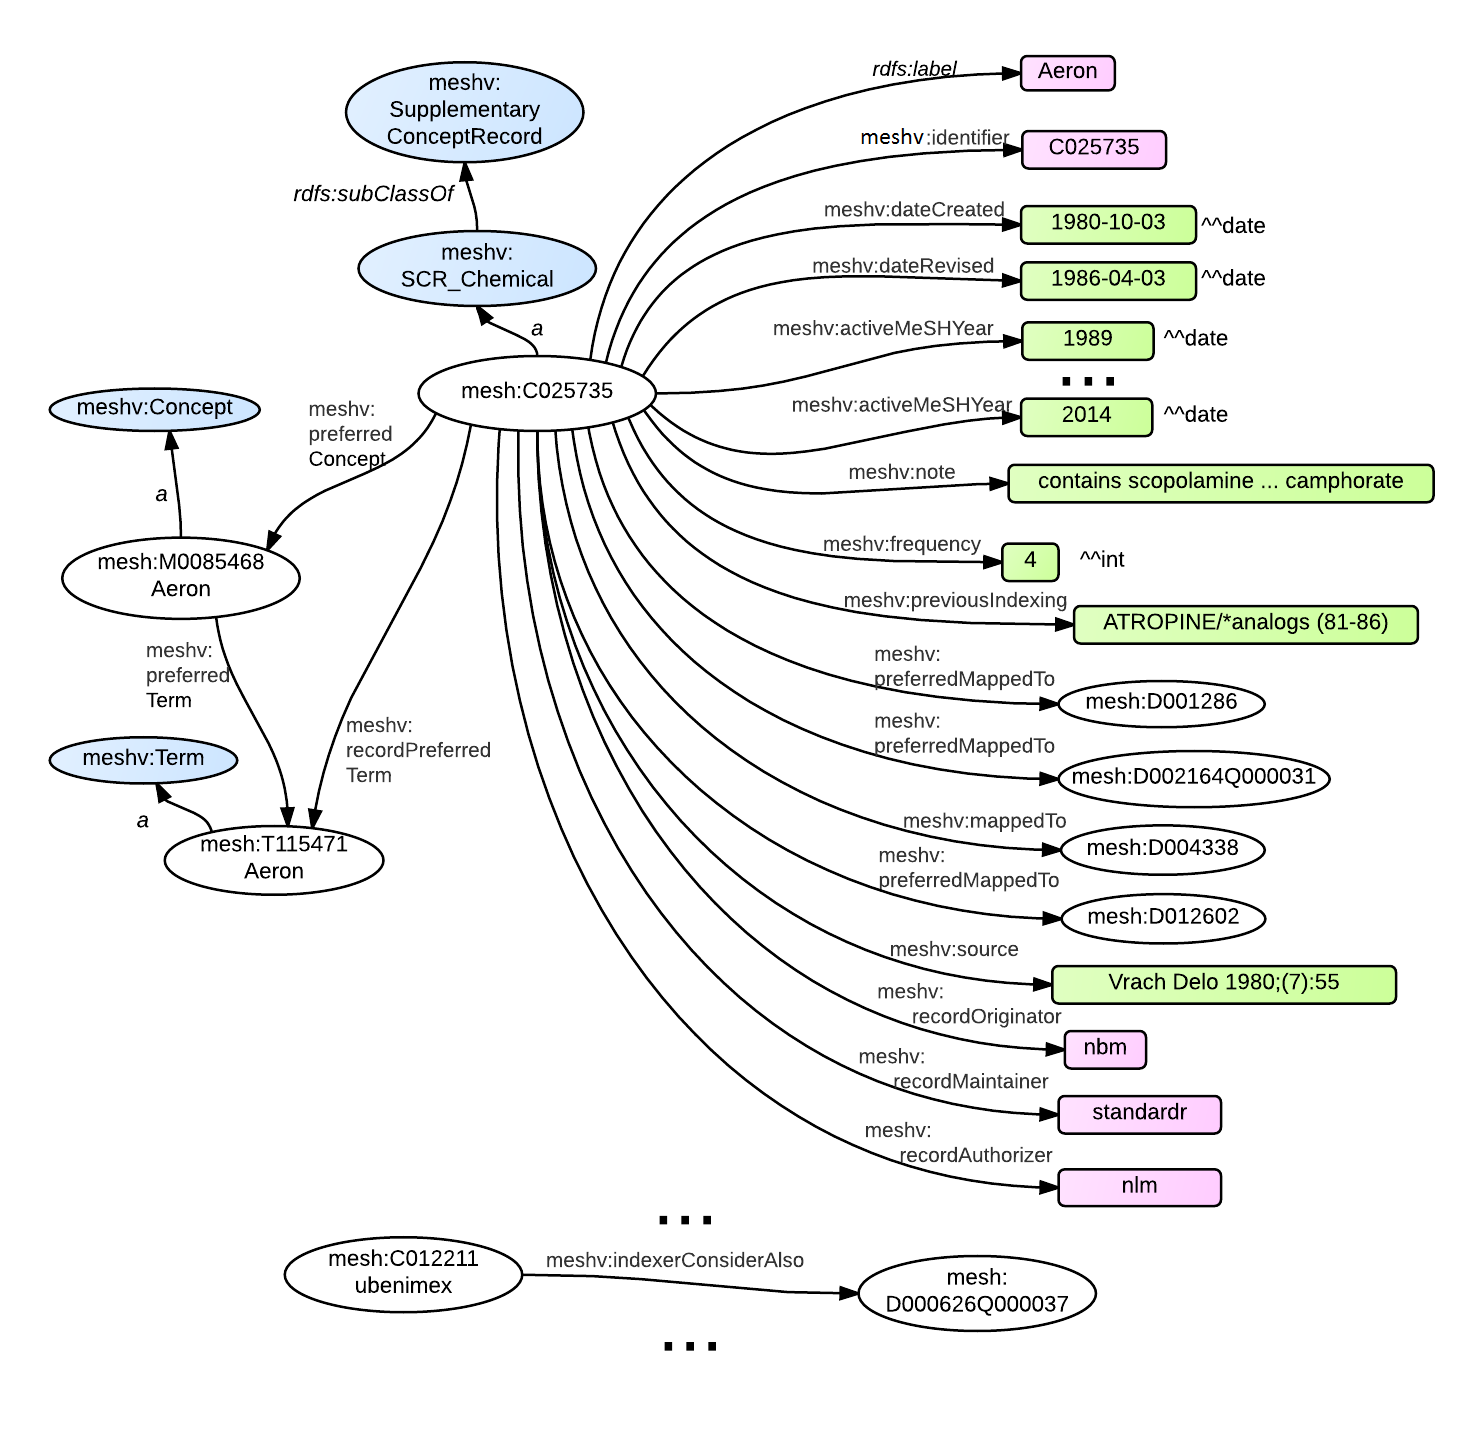 meshv:
Supplementary
ConceptRecord
rdfs:subClassOf
meshv:
SCR_Chemical
a
mesh:C025735
meshv:Concept
meshv:
preferred
Concept
a
mesh:M0085468
Aeron
meshv:
preferred
Term
meshv:
recordPreferred
Term
meshv:Term
a
mesh:T115471
Aeron
rdfs:label
Aeron
meshv:identifier
C025735
meshv:dateCreated
1980-10-03 ^^date
meshv:dateRevised
1986-04-03 ^^date
meshv:activeMeSHYear
1989 ^^date
...
meshv:activeMeSHYear
2014 ^^date
meshv:note
contains scopolamine ... camphorate
meshv:frequency
4 ^^int
meshv:previousIndexing
ATROPINE/*analogs (81-86)
meshv:
preferredMappedTo
mesh:D001286
meshv:
preferredMappedTo
mesh:D002164Q000031
meshv:mappedTo
mesh:D004338
meshv:
preferredMappedTo
mesh:D012602
meshv:source
Vrach Delo 1980;(7):55
meshv:
recordOriginator
nbm
meshv:
recordMaintainer
standardr
meshv:
recordAuthorizer
nlm
...
mesh:C012211
ubenimex
meshv:indexerConsiderAlso
mesh:
D000626Q000037
...